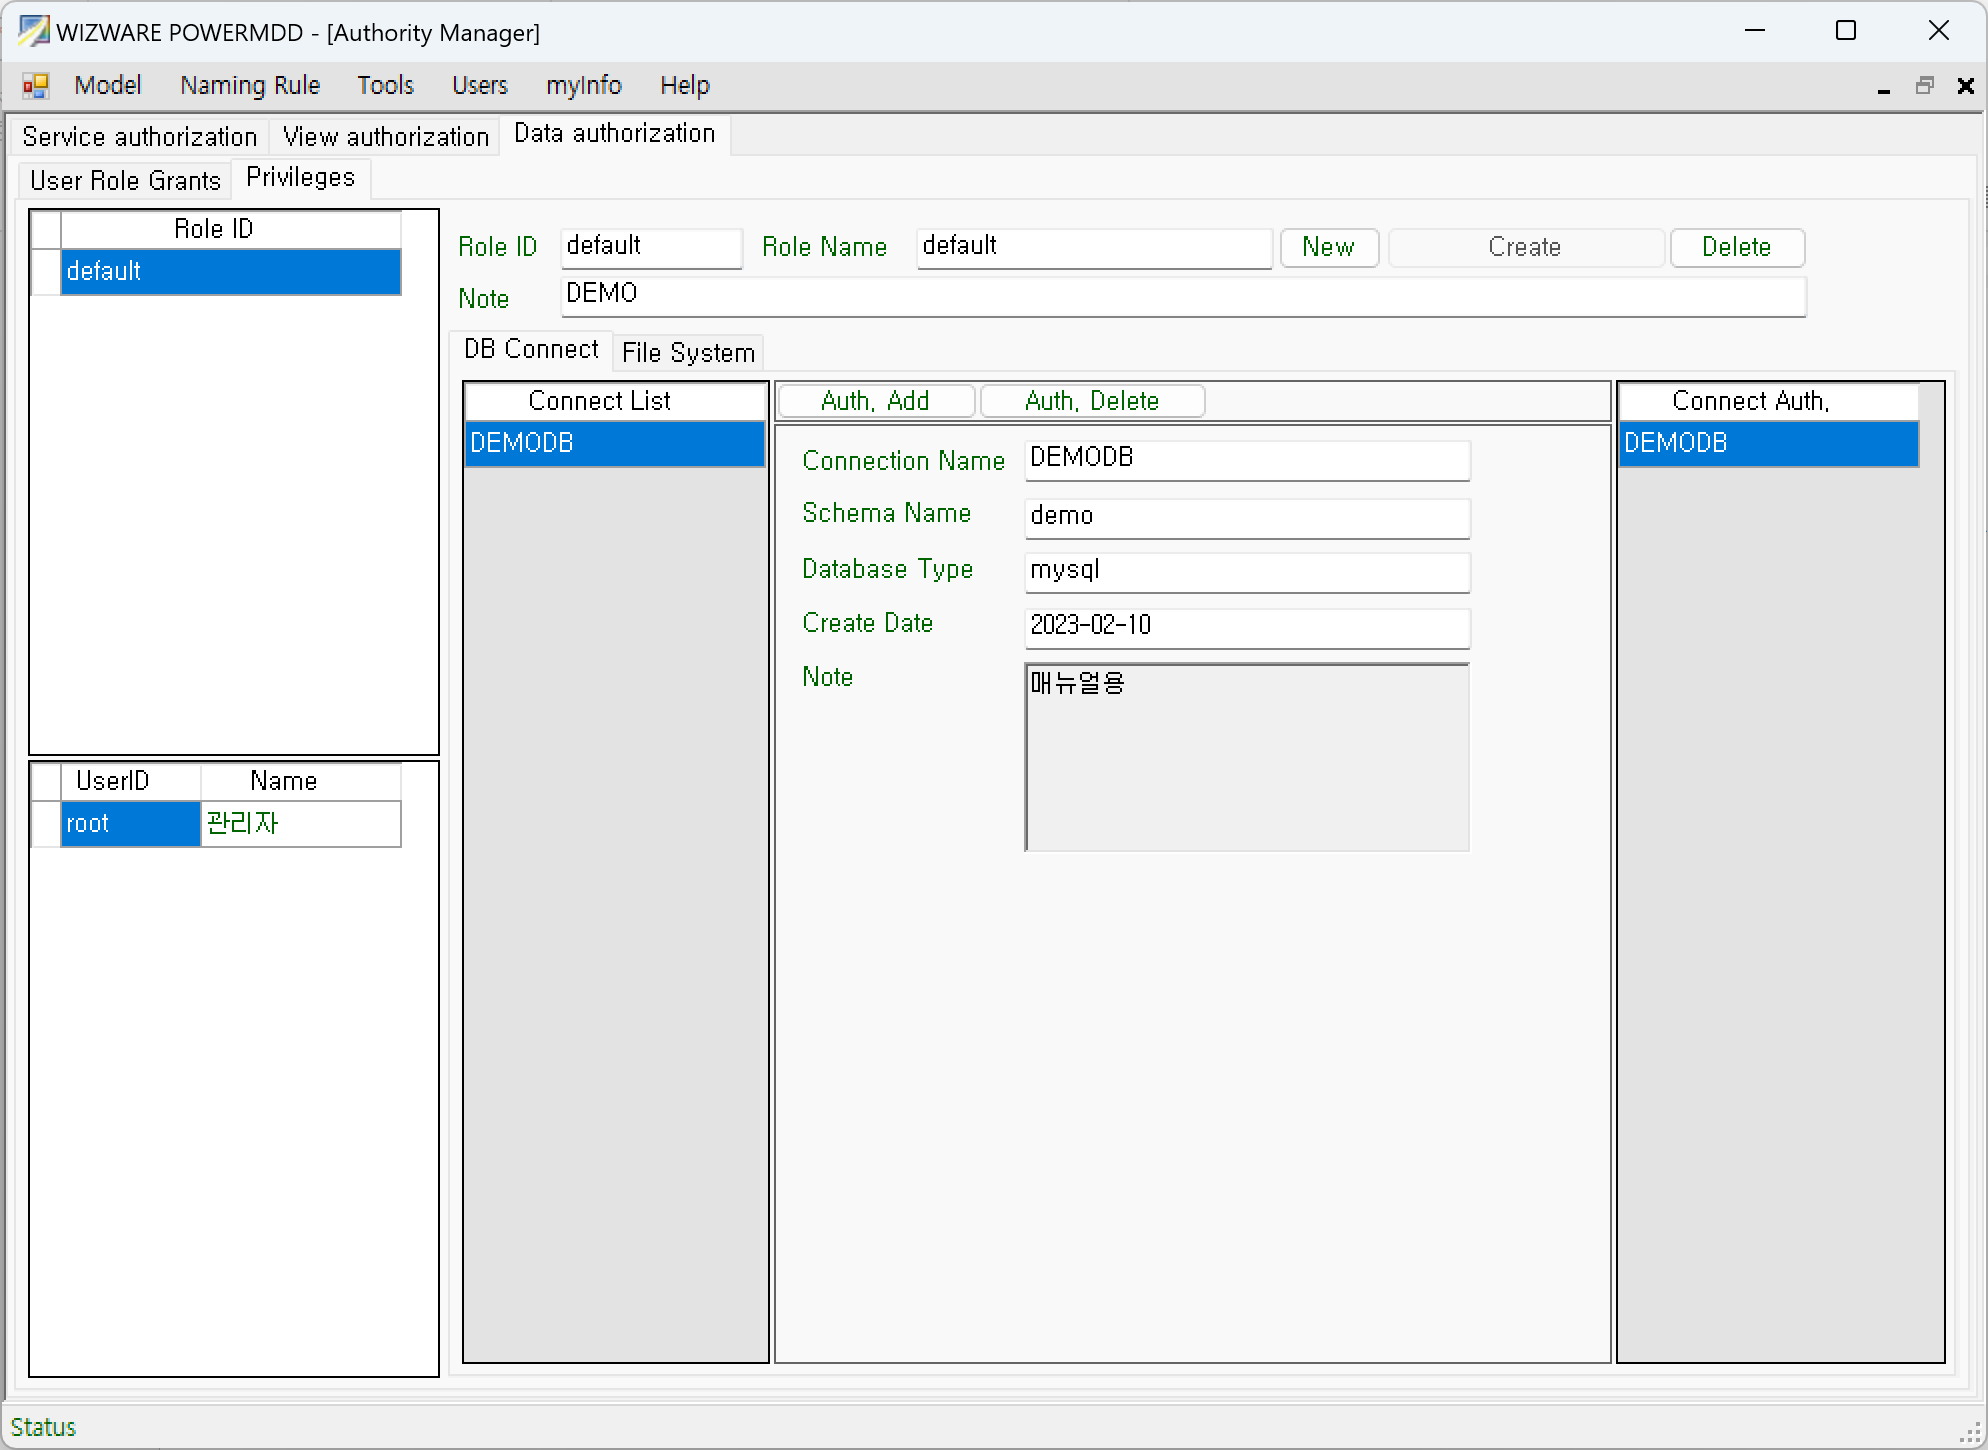 WIZWARE POWERMDD - [Authority Manager]
Model Naming Rule Tools Users myInfo Help
Service authorization View authorization Data authorization
User Role Grants Privileges
Role ID
default
Role ID default Role Name default New Create Delete
Note DEMO
DB Connect File System
Connect List
DEMODB
Auth. Add Auth. Delete
Connection Name DEMODB
Schema Name demo
Database Type mysql
Create Date 2023-02-10
Note 매뉴얼용
Connect Auth.
DEMODB
UserID Name
root 관리자
Status